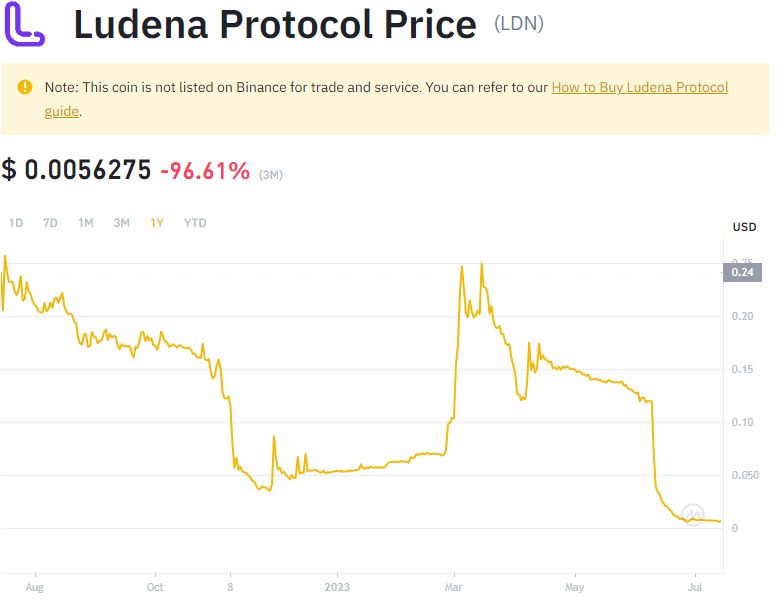 Ludena Protocol Price (LDN)
Note: This coin is not listed on Binance for trade and service. You can refer to our How to Buy Ludena Protocol
guide.
$ 0.0056275 -96.61% (3M)
1D 7D 1M 3M 1Y YTD
USD
0.25
0.24
0.20
0.15
0.10
0.050
0
Aug Oct 8 2023 Mar May Jul